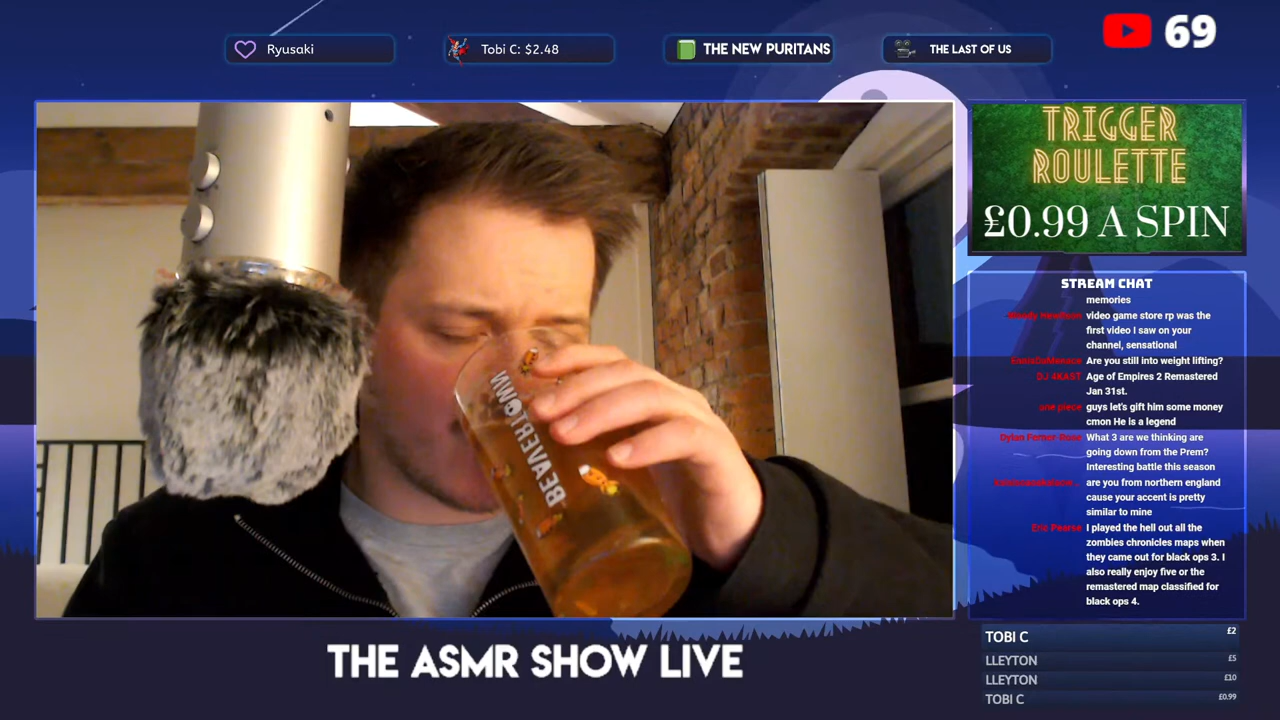 Ryusaki
Tobi C: $2.48
THE NEW PURITANS
THE LAST OF US
69
TRIGGER
ROULETTE
£0.99 A SPIN
BEAVERTOWN
STREAM CHAT
memories
video game store rp was the
first video I saw on your
channel, sensational
EnnisDaMenace Are you still into weight lifting?
DJ 4KAST Age of Empires 2 Remastered
Jan 31st.
one piece guys let's gift him some money
cmon He is a legend
What 3 are we thinking are
going down from the Prem?
Interesting battle this season
are you from northern england
cause your accent is pretty
similar to mine
Eric Pearse I played the hell out all the
zombies chronicles maps when
they came out for black ops 3. I
also really enjoy five or the
remastered map classified for
black ops 4.
THE ASMR SHOW LIVE
TOBI C £2
LLEYTON £5
LLEYTON £10
TOBI C £0.99